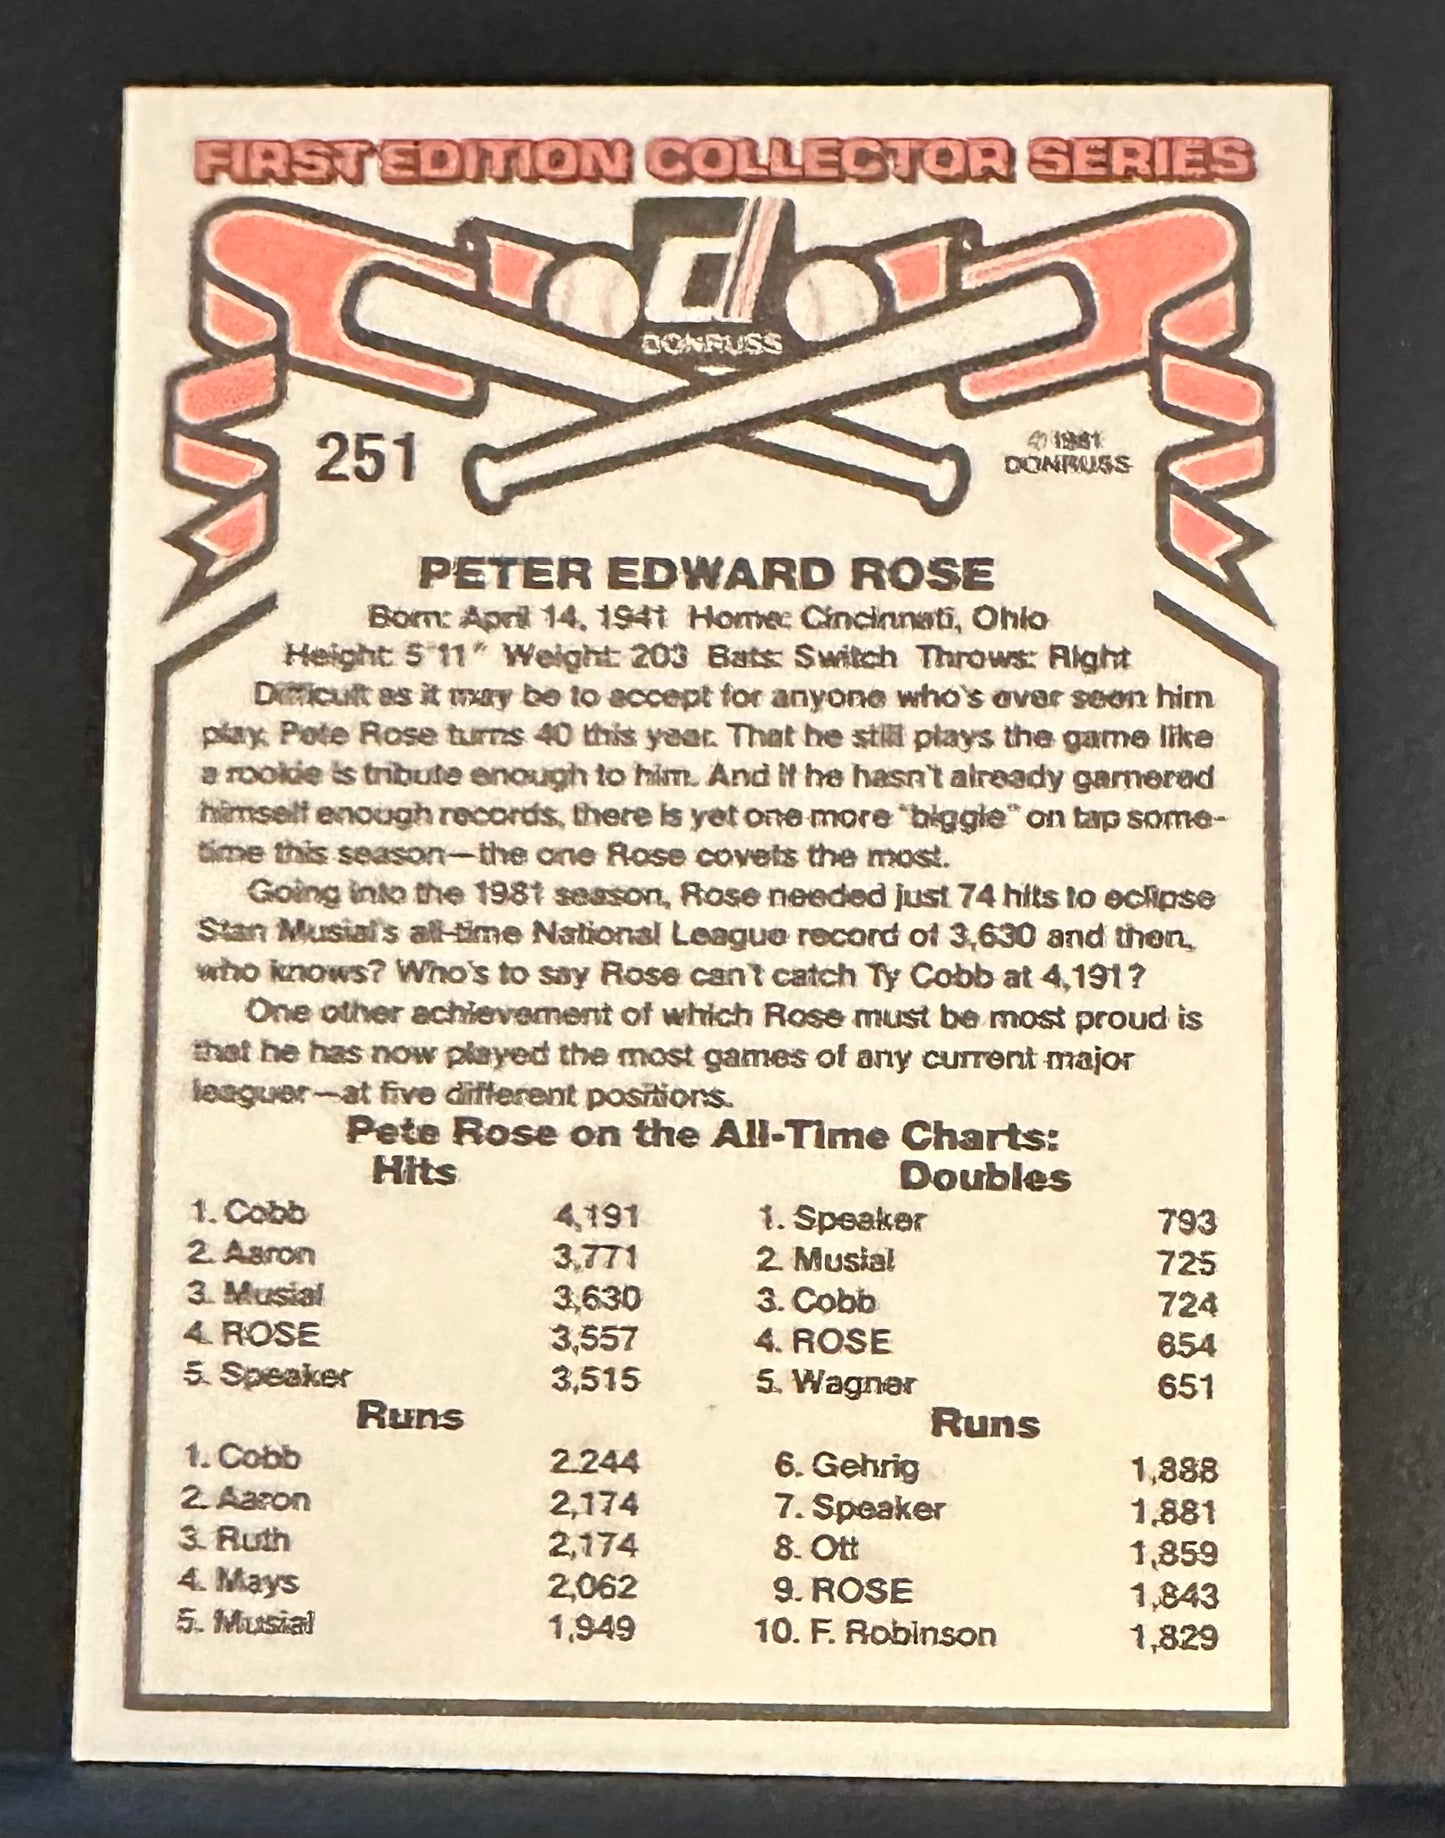 FIRST EDITION COLLECTOR SERIES
DONRUSS
251
© 1981
DONRUSS
PETER EDWARD ROSE
Born: April 14, 1941 Home: Cincinnati, Ohio
Height: 5'11" Weight: 203 Bats: Switch Throws: Right
Difficult as it may be to accept for anyone who's ever seen him
play, Pete Rose turns 40 this year. That he still plays the game like
a rookie is tribute enough to him. And if he hasn't already garnered
himself enough records, there is yet one more "biggie" on tap some-
time this season—the one Rose covets the most.
Going into the 1981 season, Rose needed just 74 hits to eclipse
Stan Musial's all-time National League record of 3,630 and then,
who knows? Who's to say Rose can't catch Ty Cobb at 4,191?
One other achievement of which Rose must be most proud is
that he has now played the most games of any current major
leaguer—at five different positions.
Pete Rose on the All-Time Charts:
Hits
1. Cobb 4,191
2. Aaron 3,771
3. Musial 3,630
4. ROSE 3,557
5. Speaker 3,515
Doubles
1. Speaker 793
2. Musial 725
3. Cobb 724
4. ROSE 654
5. Wagner 651
Runs
1. Cobb 2.244
2. Aaron 2,174
3. Ruth 2,174
4. Mays 2,062
5. Musial 1,949
Runs
6. Gehrig 1,888
7. Speaker 1,881
8. Ott 1,859
9. ROSE 1,843
10. F. Robinson 1,829